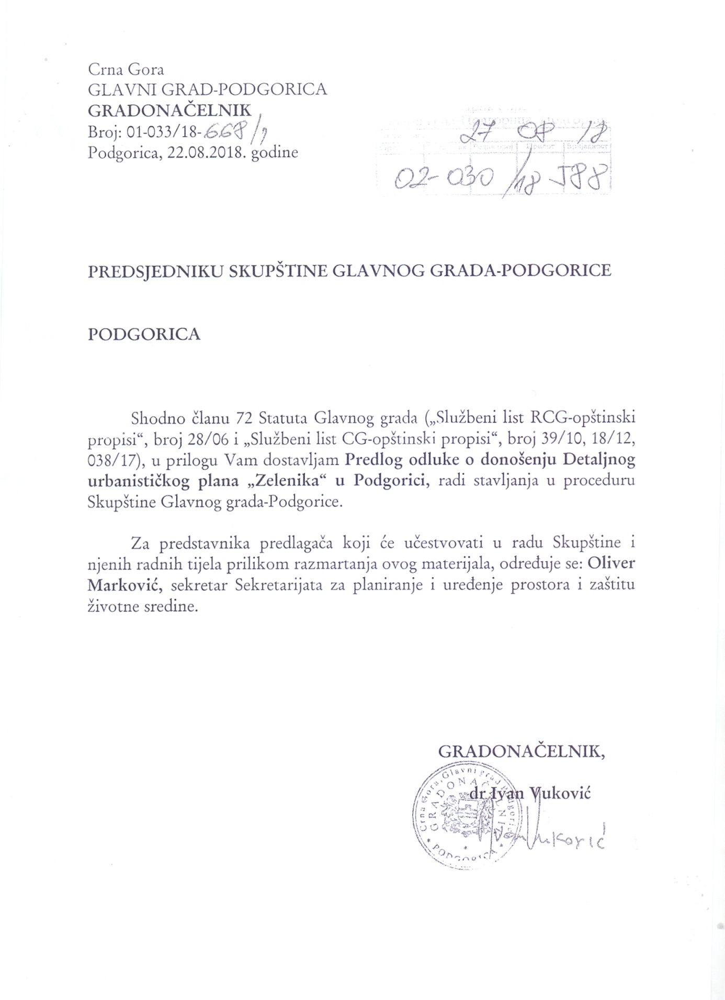 Crna Gora
GLAVNI GRAD-PODGORICA
GRADONAČELNIK
Broj: 01-033/18-668/1
Podgorica, 22.08.2018. godine
27 08 18
02-030 /18 588
PREDSJEDNIKU SKUPŠTINE GLAVNOG GRADA-PODGORICE
PODGORICA
Shodno članu 72 Statuta Glavnog grada („Službeni list RCG-opštinski
propisi“, broj 28/06 i „Službeni list CG-opštinski propisi“, broj 39/10, 18/12,
038/17), u prilogu Vam dostavljam Predlog odluke o donošenju Detaljnog
urbanističkog plana „Zelenika“ u Podgorici, radi stavljanja u proceduru
Skupštine Glavnog grada-Podgorice.
Za predstavnika predlagača koji će učestvovati u radu Skupštine i
njenih radnih tijela prilikom razmartanja ovog materijala, određuje se: Oliver
Marković, sekretar Sekretarijata za planiranje i uređenje prostora i zaštitu
životne sredine.
GRADONAČELNIK,
dr Ivan Vuković
Crna Gora, Glavni grad Podgorica
GRADONAČELNIK
PODGORICA
Ivan Vuković